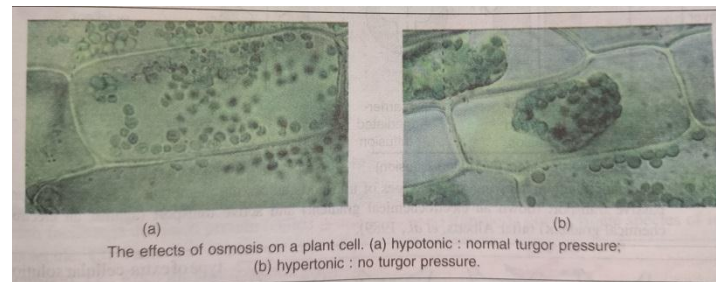 (a)
(b)
The effects of osmosis on a plant cell. (a) hypotonic : normal turgor pressure;
(b) hypertonic : no turgor pressure.